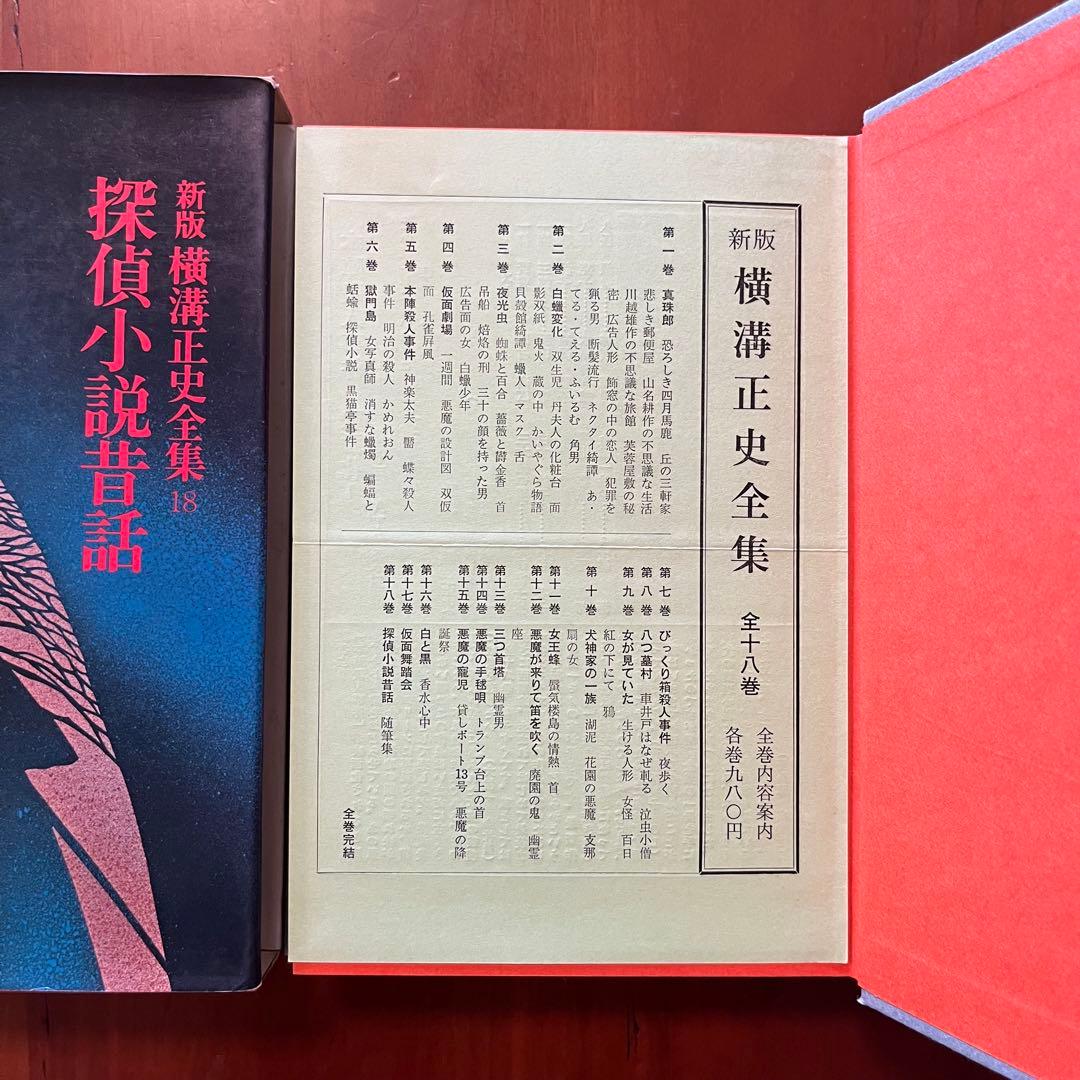 新版 横溝正史全集 18
探偵小説昔話
新版 横溝正史全集 全十八巻
全巻内容案内
各巻九八〇円
第一巻 真珠郎 恐ろしき四月馬鹿 丘の三軒家
悲しき郵便屋 山名耕作の不思議な生活
川越雄作の不思議な旅館 芙蓉屋敷の秘
密 広告人形 飾窓の中の恋人 犯罪を
猟る男 断髪流行 ネクタイ綺譚 あ・
てる・てえる・ふいるむ 角男
第二巻 白蠟変化 双生児 丹夫人の化粧台 面
影双紙 鬼火 蔵の中 かいやぐら物語
貝殻館綺譚 蠟人 マスク 舌
第三巻 夜光虫 蜘蛛と百合 薔薇と鬱金香 首
吊船 焙烙の刑 三十の顔を持った男
広告面の女 白蠟少年
第四巻 仮面劇場 一週間 悪魔の設計図 双仮
面 孔雀屛風
第五巻 本陣殺人事件 神楽太夫 靨 蝶々殺人
事件 明治の殺人 かめれおん
第六巻 獄門島 女写真師 消すな蠟燭 蝙蝠と
蛞蝓 探偵小説 黒猫亭事件
第七巻 びっくり箱殺人事件 夜歩く
第八巻 八つ墓村 車井戸はなぜ軋る 泣虫小僧
第九巻 女が見ていた 生ける人形 女怪 百日
紅の下にて 鴉
第十巻 犬神家の一族 湖泥 花園の悪魔 支那
扇の女
第十一巻 女王蜂 蜃気楼島の情熱 首
第十二巻 悪魔が来りて笛を吹く 廃園の鬼 幽霊
座
第十三巻 三つ首塔 幽霊男
第十四巻 悪魔の手毬唄 トランプ台上の首
第十五巻 悪魔の寵児 貸しボート13号 悪魔の降
誕祭
第十六巻 白と黒 香水心中
第十七巻 仮面舞踏会
第十八巻 探偵小説昔話 随筆集
全巻完結